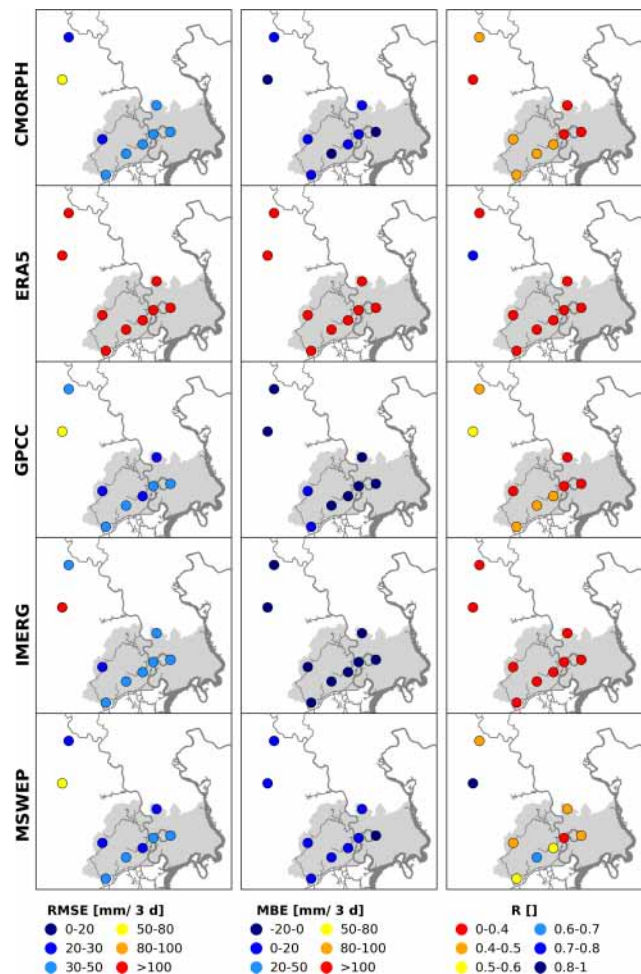 CMORPH
ERA5
GPCC
IMERG
MSWEP
RMSE [mm/ 3 d]
0-20 50-80
20-30 80-100
30-50 >100
MBE [mm/ 3 d]
-20-0 50-80
0-20 80-100
20-50 >100
R []
0-0.4 0.6-0.7
0.4-0.5 0.7-0.8
0.5-0.6 0.8-1